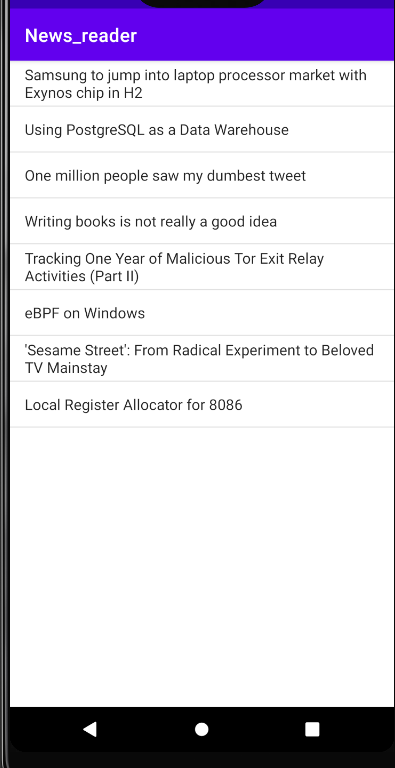 News_reader
Samsung to jump into laptop processor market with
Exynos chip in H2
Using PostgreSQL as a Data Warehouse
One million people saw my dumbest tweet
Writing books is not really a good idea
Tracking One Year of Malicious Tor Exit Relay
Activities (Part II)
eBPF on Windows
'Sesame Street': From Radical Experiment to Beloved
TV Mainstay
Local Register Allocator for 8086